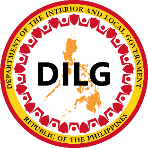 DEPARTMENT OF THE INTERIOR AND LOCAL GOVERNMENT
DILG
REPUBLIC OF THE PHILIPPINES